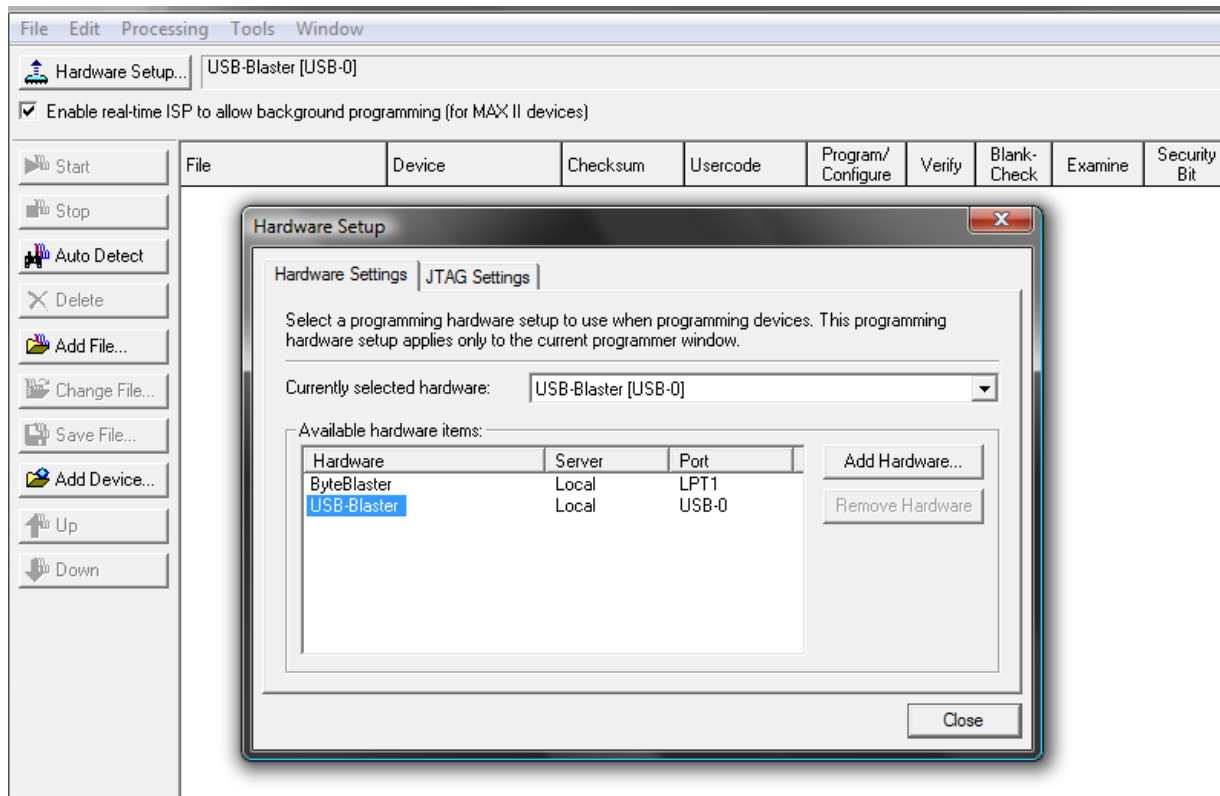 File Edit Processing Tools Window
Hardware Setup... USB-Blaster [USB-0]
Enable real-time ISP to allow background programming (for MAX II devices)
Start
Stop
Auto Detect
Delete
Add File...
Change File...
Save File...
Add Device...
Up
Down
File Device Checksum Usercode Program/ Configure Verify Blank- Check Examine Security Bit
Hardware Setup
Hardware Settings JTAG Settings
Select a programming hardware setup to use when programming devices. This programming
hardware setup applies only to the current programmer window.
Currently selected hardware: USB-Blaster [USB-0]
Available hardware items:
Hardware Server Port
ByteBlaster Local LPT1
USB-Blaster Local USB-0
Add Hardware...
Remove Hardware
Close